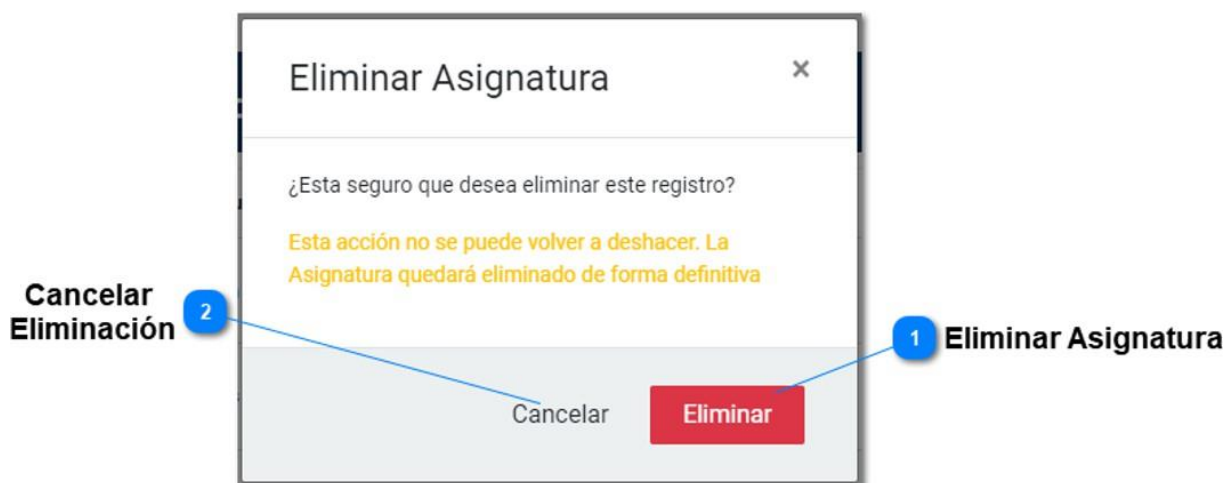 Eliminar Asignatura
×
¿Esta seguro que desea eliminar este registro?
Esta acción no se puede volver a deshacer. La
Asignatura quedará eliminado de forma definitiva
Cancelar
Eliminación
2
1
Eliminar Asignatura
Cancelar
Eliminar